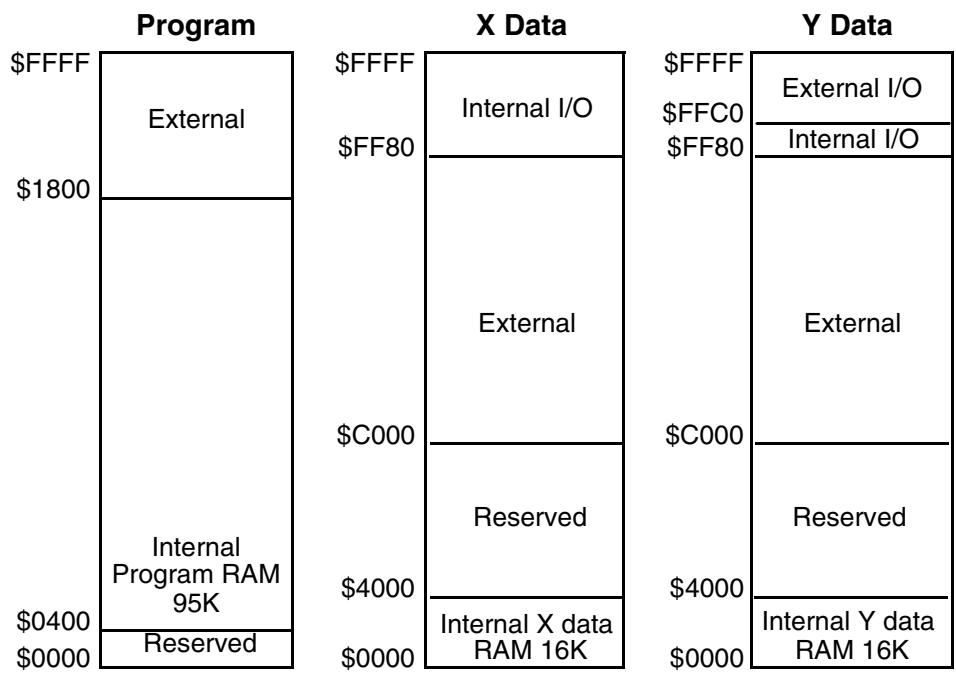 Program
$FFFF
External
$1800
Internal
Program RAM
95K
$0400
Reserved
$0000
X Data
$FFFF
Internal I/O
$FF80
External
$C000
Reserved
$4000
Internal X data
RAM 16K
$0000
Y Data
$FFFF
External I/O
$FFC0
Internal I/O
$FF80
External
$C000
Reserved
$4000
Internal Y data
RAM 16K
$0000